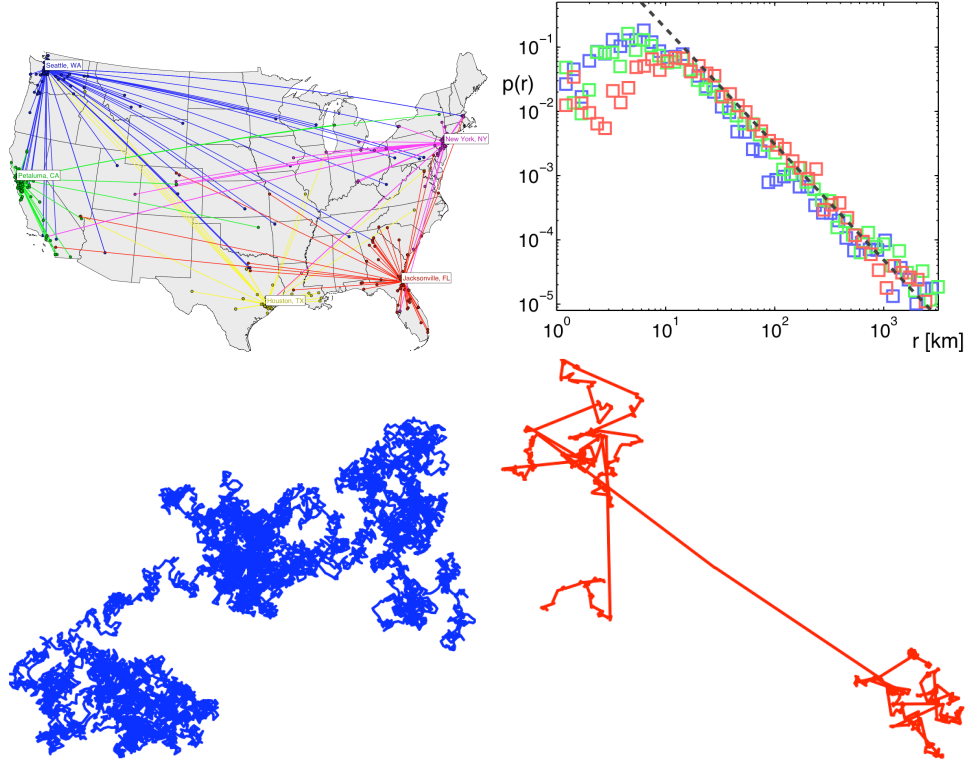 Seattle, WA
New York, NY
Petaluma, CA
Jacksonville, FL
Houston, TX
p(r)
10⁻¹
10⁻²
10⁻³
10⁻⁴
10⁻⁵
10⁰
10¹
10²
10³
r [km]